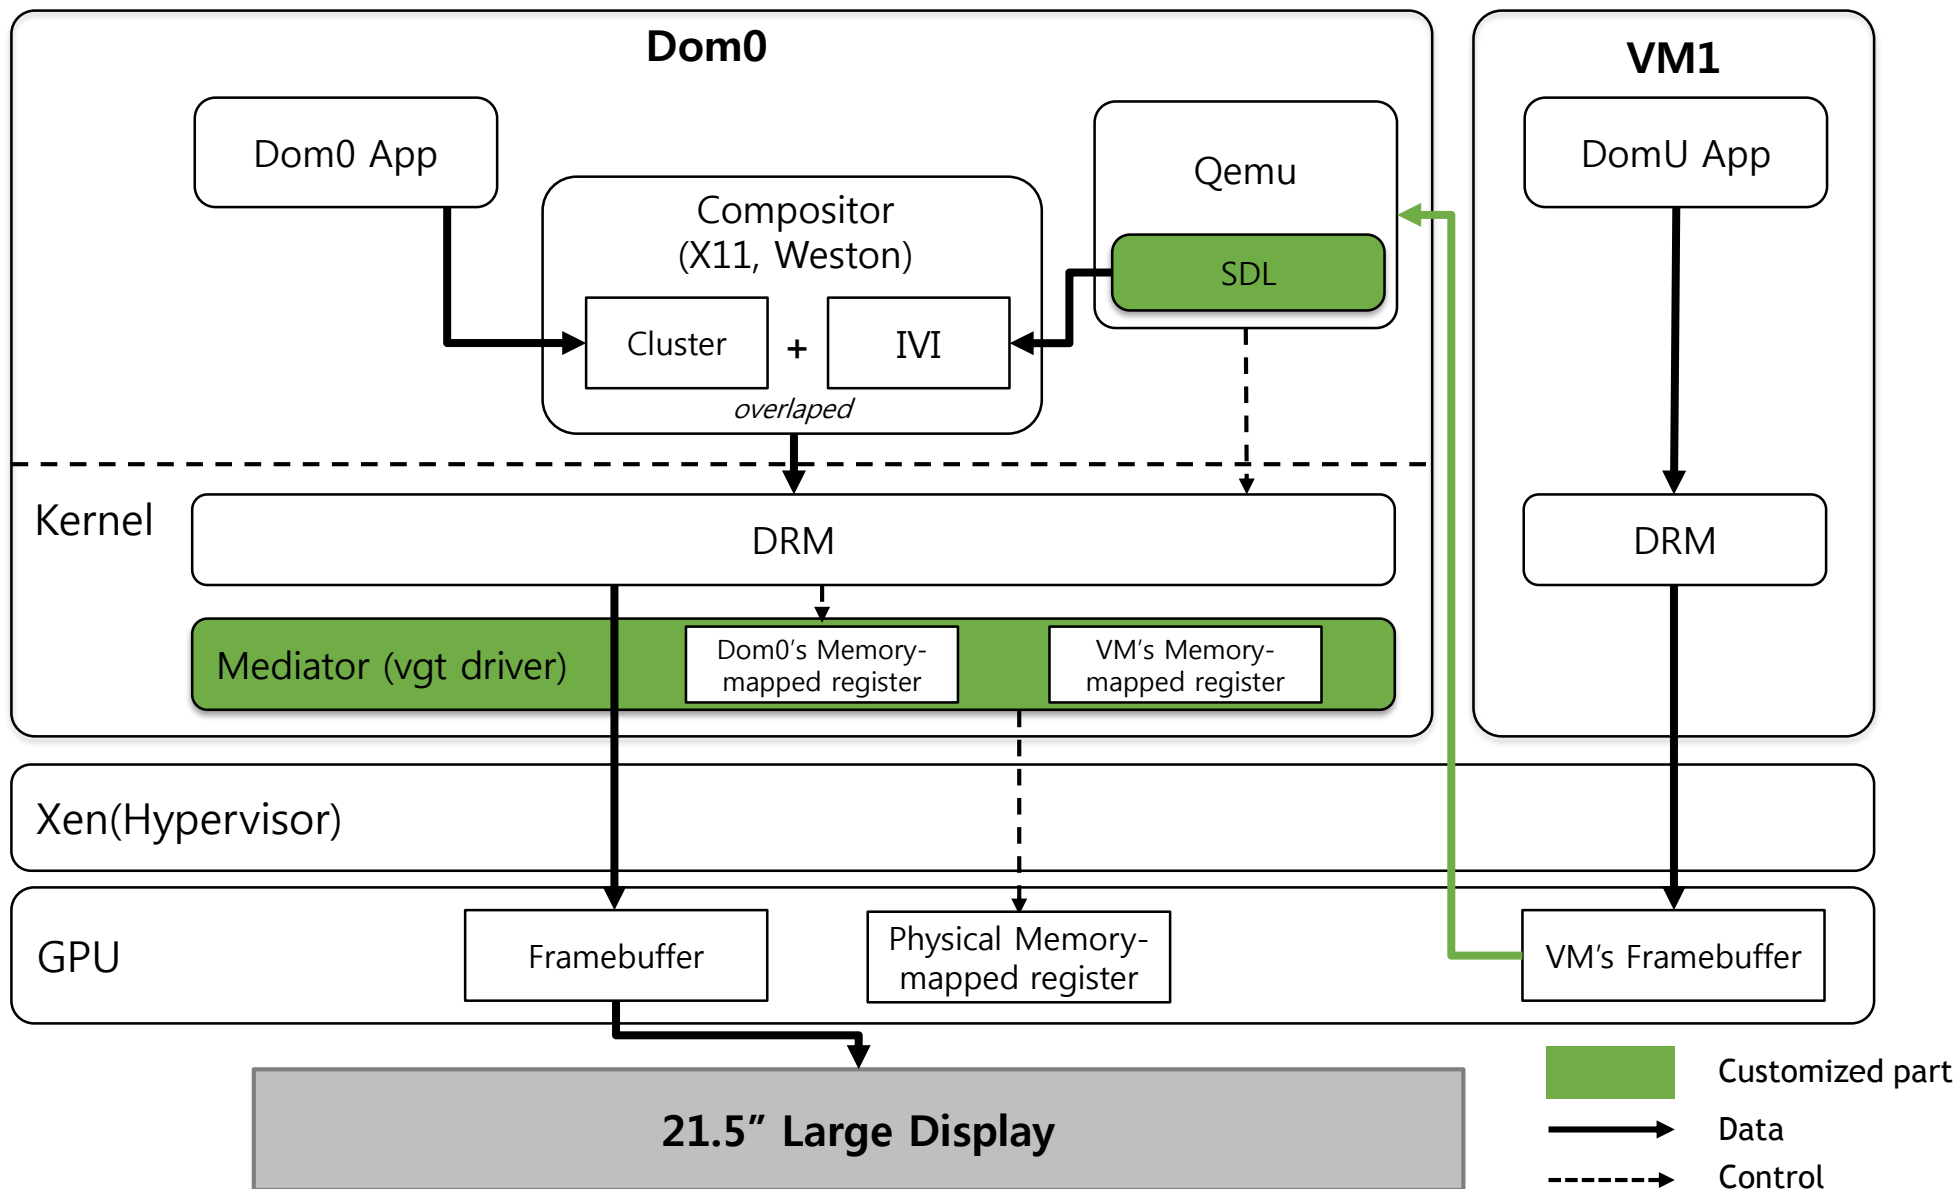 Dom0
VM1
Dom0 App
Compositor
(X11, Weston)
Cluster
+
IVI
overlaped
Qemu
SDL
DomU App
Kernel
DRM
DRM
Mediator (vgt driver)
Dom0's Memory-
mapped register
VM's Memory-
mapped register
Xen(Hypervisor)
GPU
Framebuffer
Physical Memory-
mapped register
VM's Framebuffer
21.5” Large Display
Customized part
Data
Control